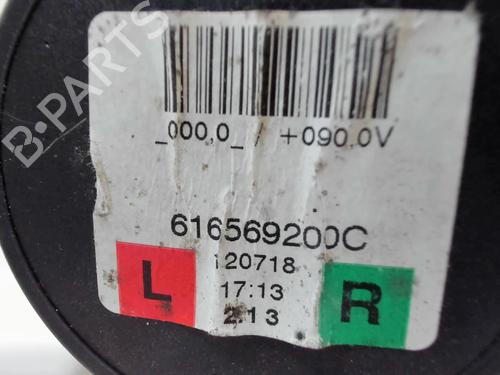 B-PARTS
_000,0_ / +090.0V
616569200C
120718
L
17:13
R
2.13